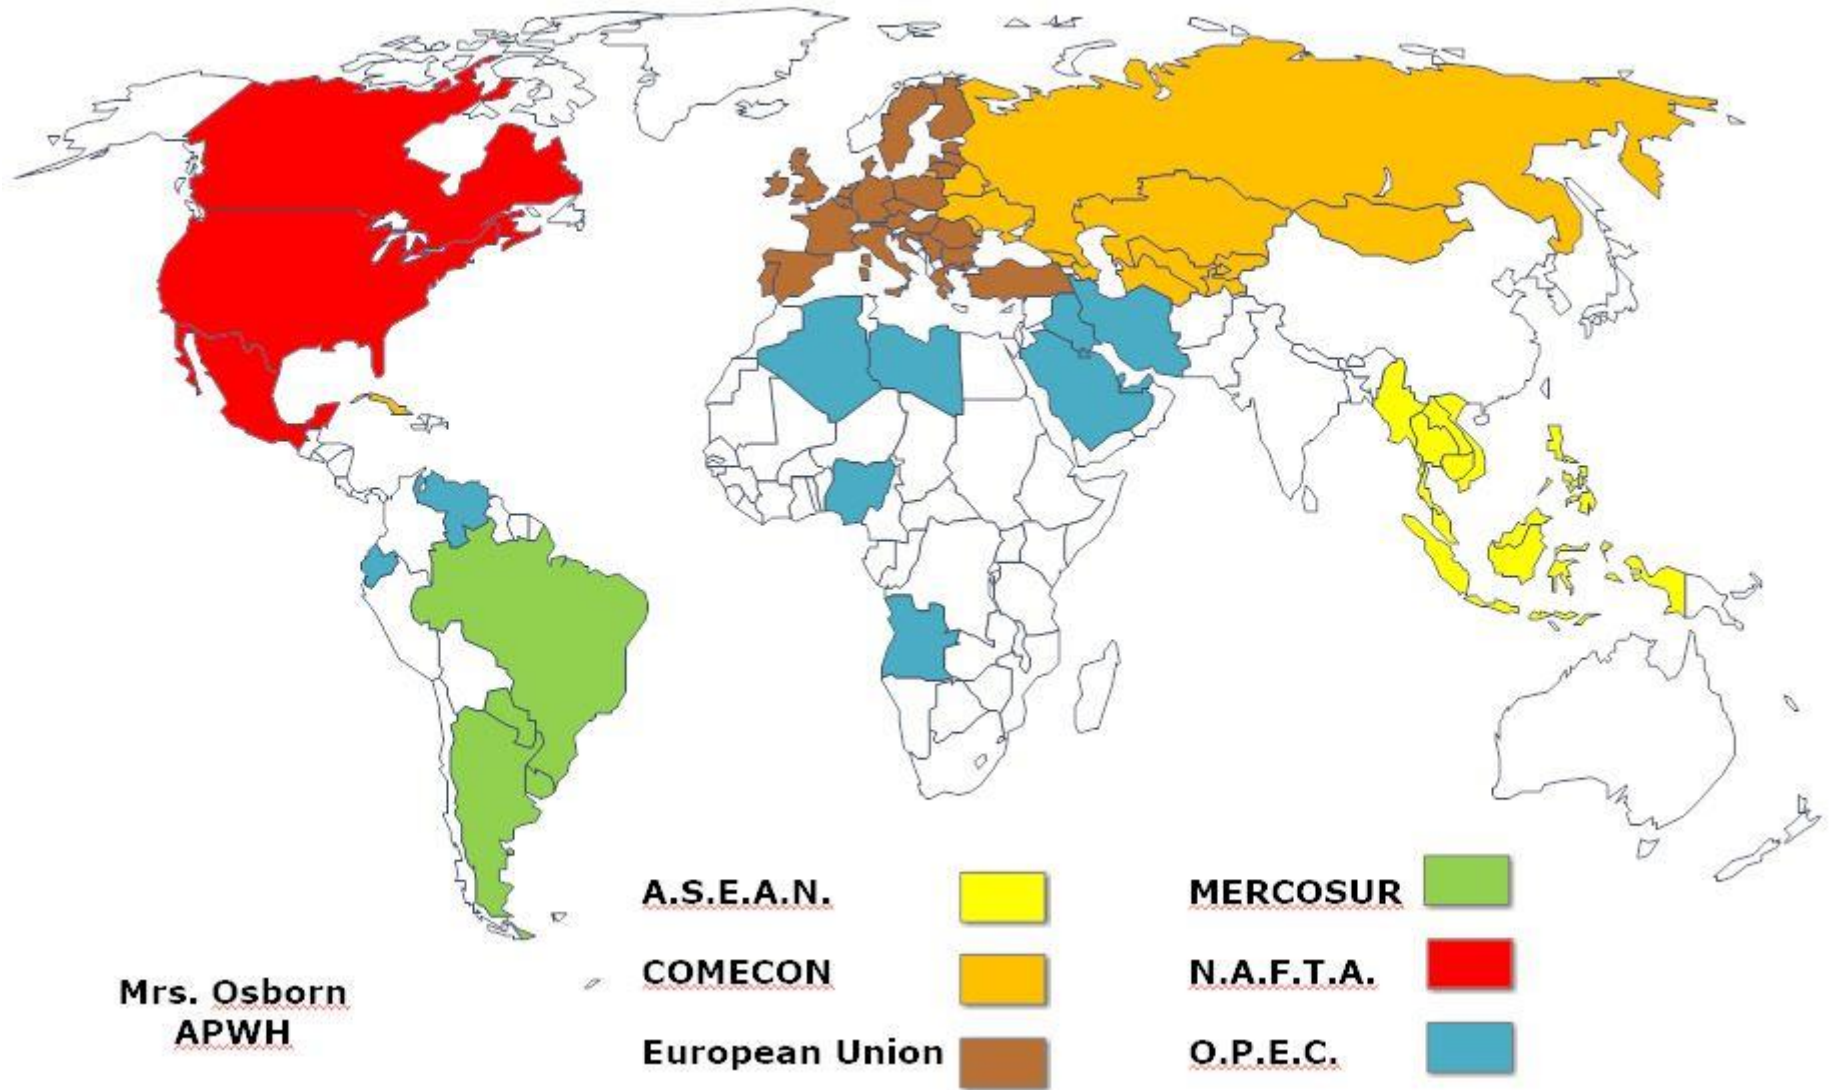 A.S.E.A.N.
COMECON
European Union
MERCOSUR
N.A.F.T.A.
O.P.E.C.
Mrs. Osborn
APWH